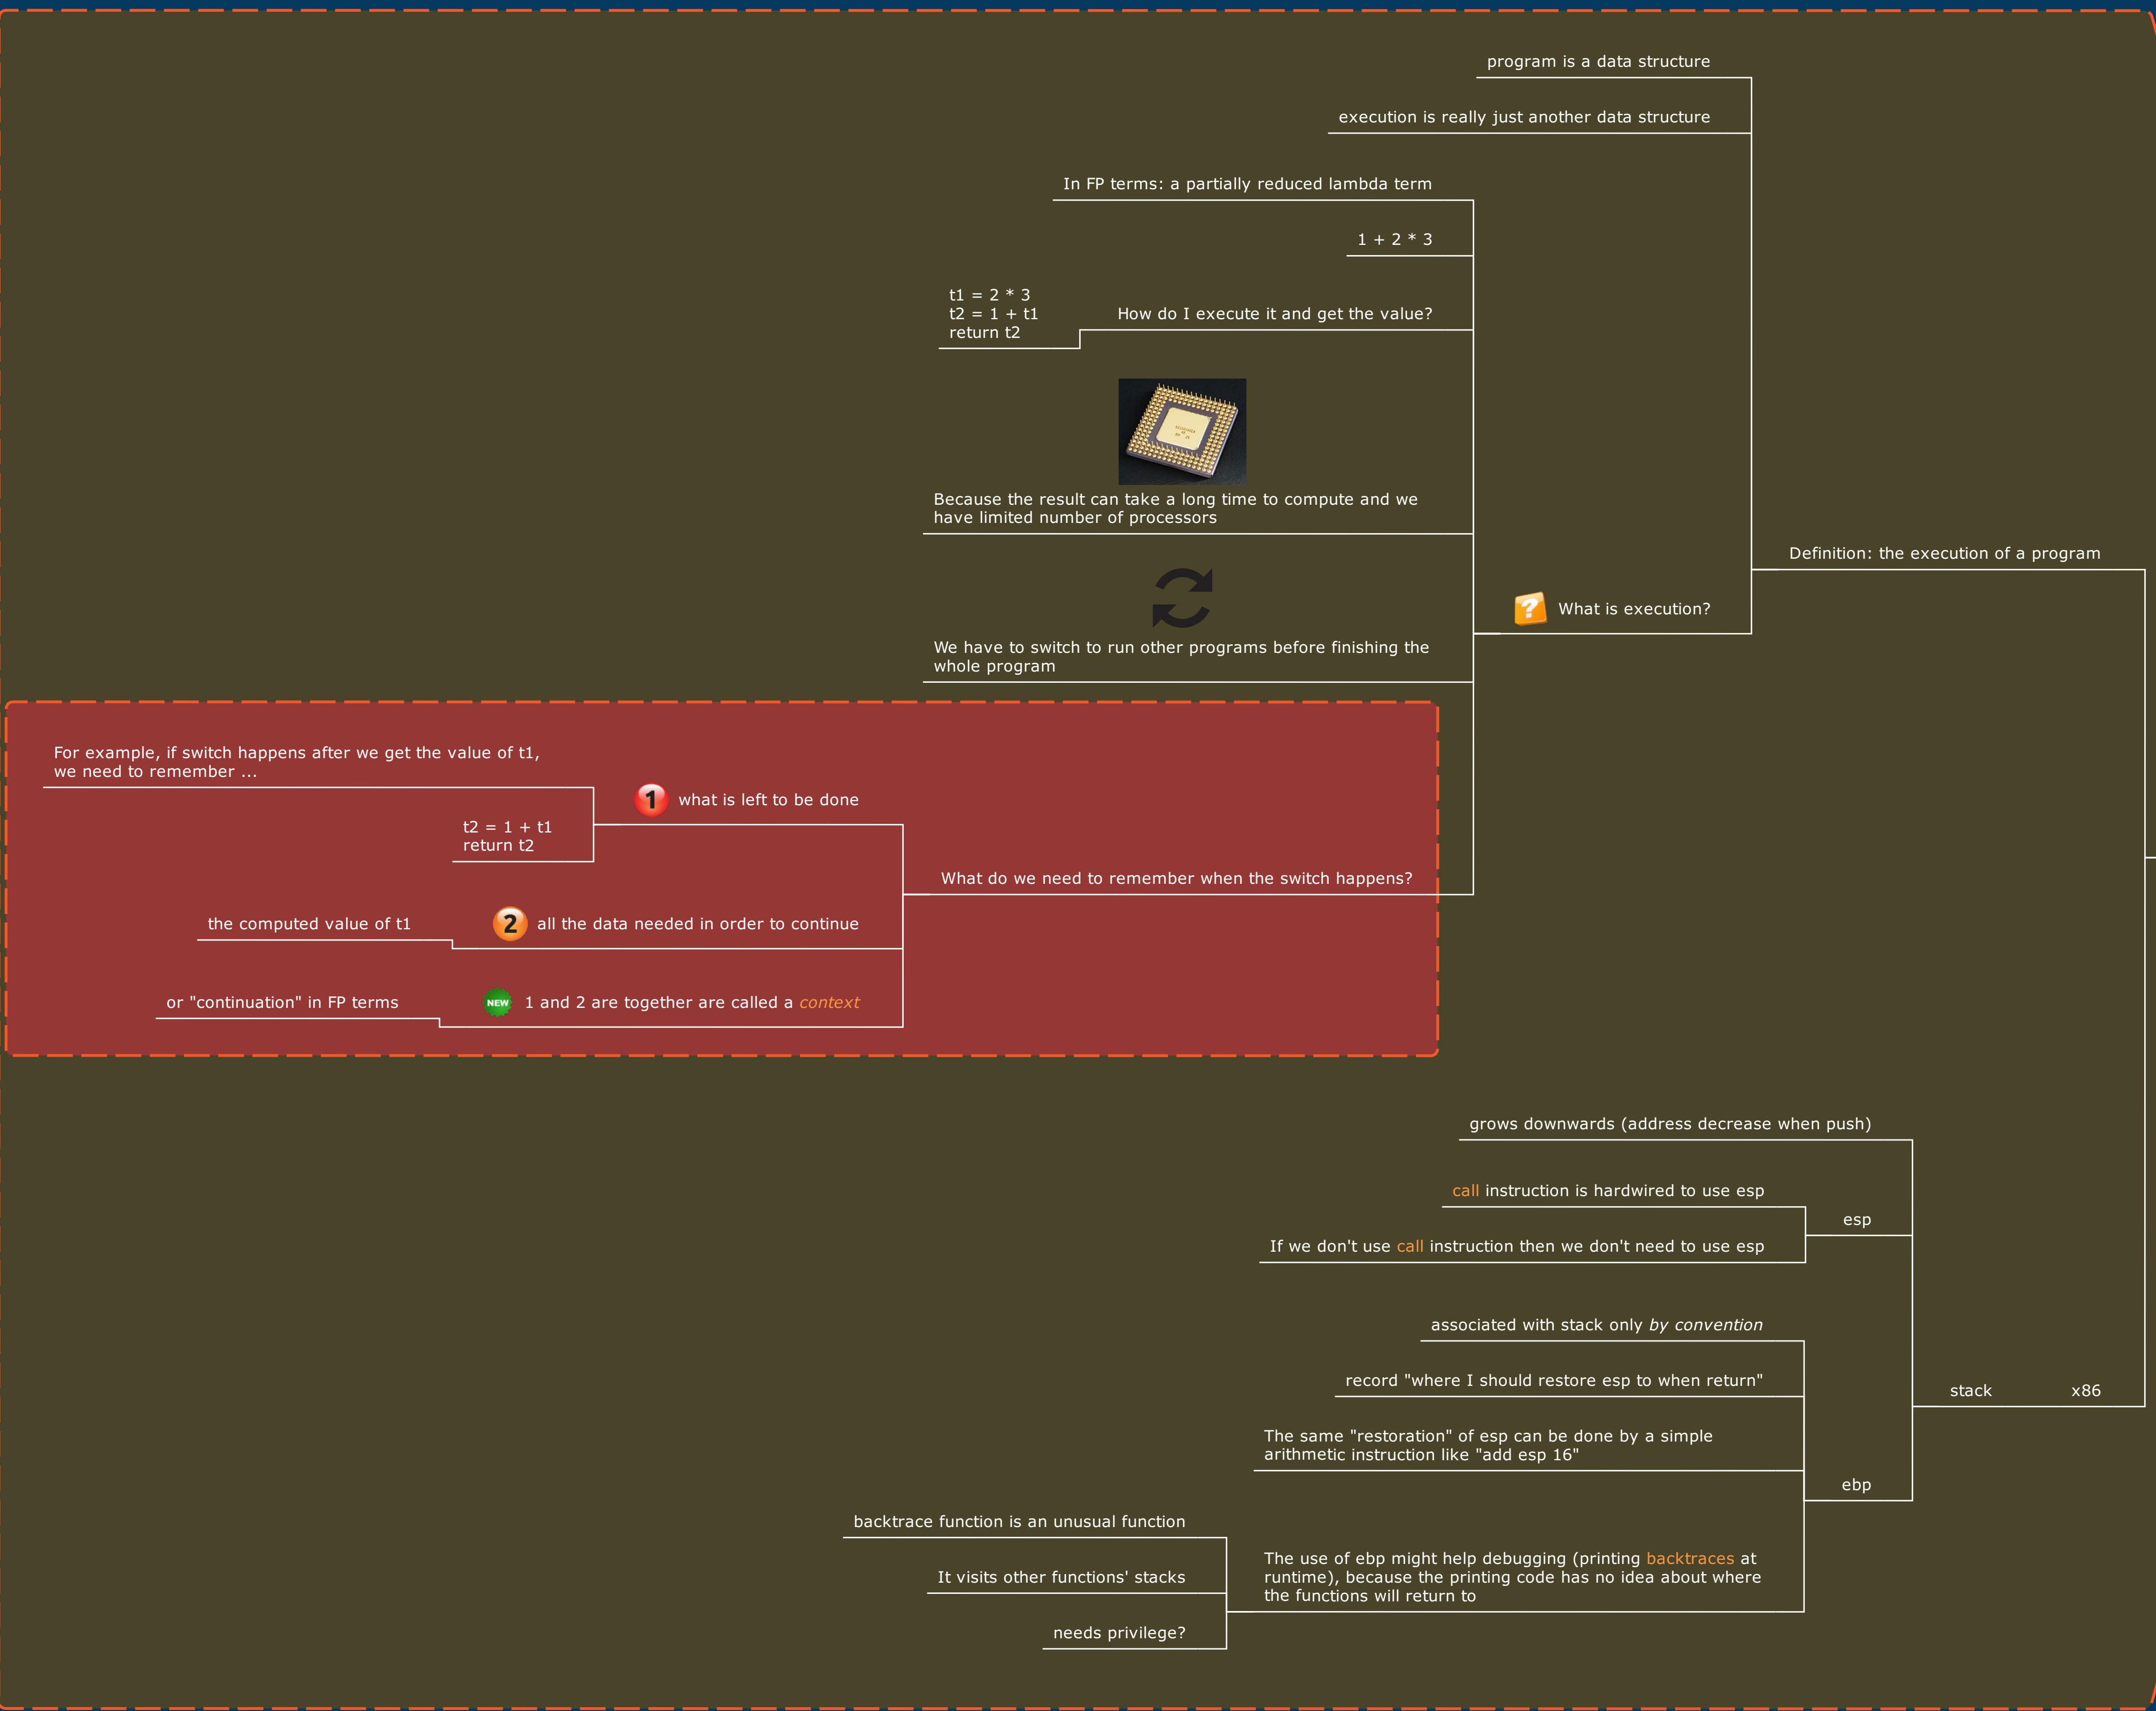 program is a data structure
execution is really just another data structure
In FP terms: a partially reduced lambda term
1 + 2 * 3
t1 = 2 * 3
t2 = 1 + t1
return t2
How do I execute it and get the value?
Because the result can take a long time to compute and we
have limited number of processors
Definition: the execution of a program
? What is execution?
We have to switch to run other programs before finishing the
whole program
For example, if switch happens after we get the value of t1,
we need to remember ...
1 what is left to be done
t2 = 1 + t1
return t2
What do we need to remember when the switch happens?
the computed value of t1
2 all the data needed in order to continue
or "continuation" in FP terms
NEW 1 and 2 are together are called a context
grows downwards (address decrease when push)
call instruction is hardwired to use esp
esp
If we don't use call instruction then we don't need to use esp
associated with stack only by convention
record "where I should restore esp to when return"
stack
x86
The same "restoration" of esp can be done by a simple
arithmetic instruction like "add esp 16"
ebp
backtrace function is an unusual function
It visits other functions' stacks
needs privilege?
The use of ebp might help debugging (printing backtraces at
runtime), because the printing code has no idea about where
the functions will return to